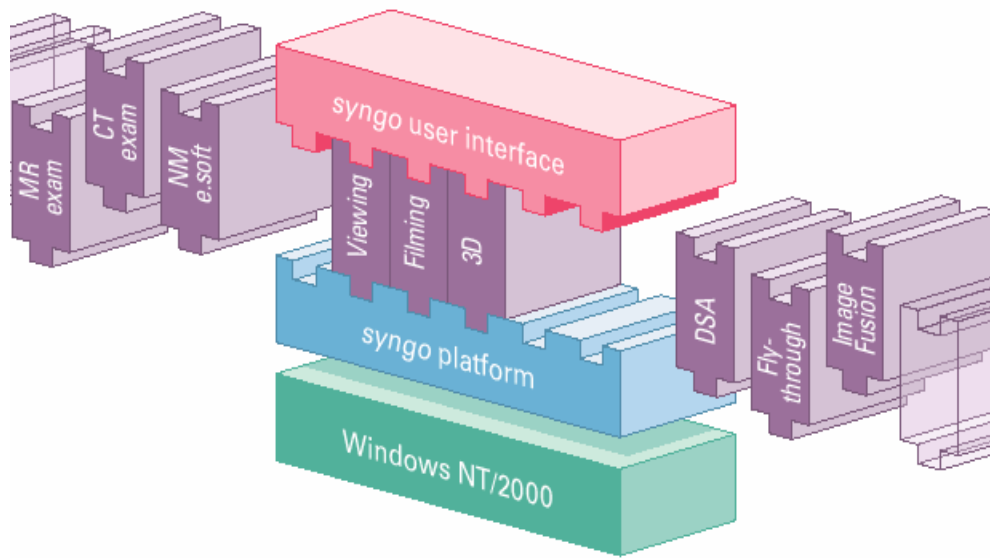 MR
exam
CT
exam
NM
e.soft
syngo user interface
Viewing
Filming
3D
syngo platform
Windows NT/2000
DSA
Fly-
through
Image
Fusion